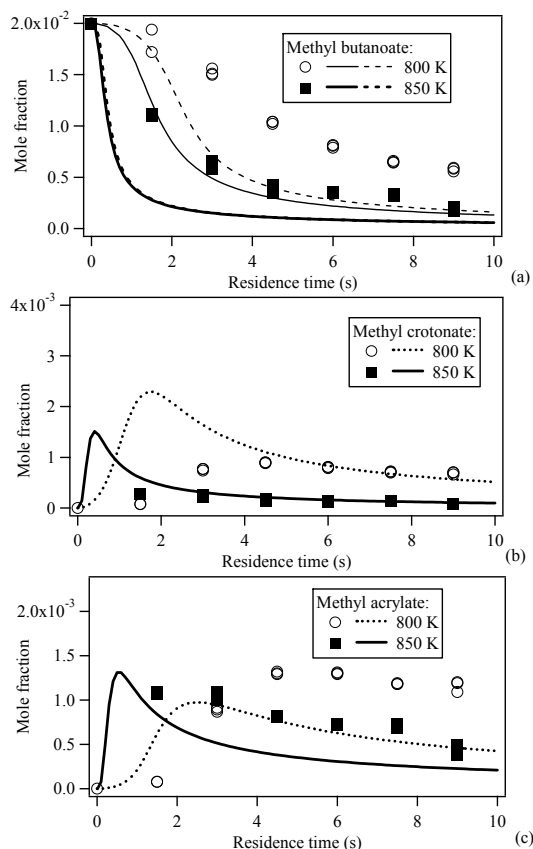 2.0x10⁻²
1.5
1.0
0.5
0.0
Mole fraction
Methyl butanoate:
800 K
850 K
0 2 4 6 8 10
Residence time (s)
(a)
4x10⁻³
3
2
1
0
Mole fraction
Methyl crotonate:
800 K
850 K
0 2 4 6 8 10
Residence time (s)
(b)
2.0x10⁻³
1.5
1.0
0.5
0.0
Mole fraction
Methyl acrylate:
800 K
850 K
0 2 4 6 8 10
Residence time (s)
(c)